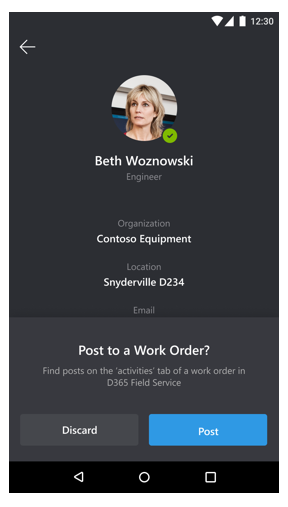 12:30
Beth Woznowski
Engineer
Organization
Contoso Equipment
Location
Snyderville D234
Email
Post to a Work Order?
Find posts on the 'activities' tab of a work order in
D365 Field Service
Discard
Post